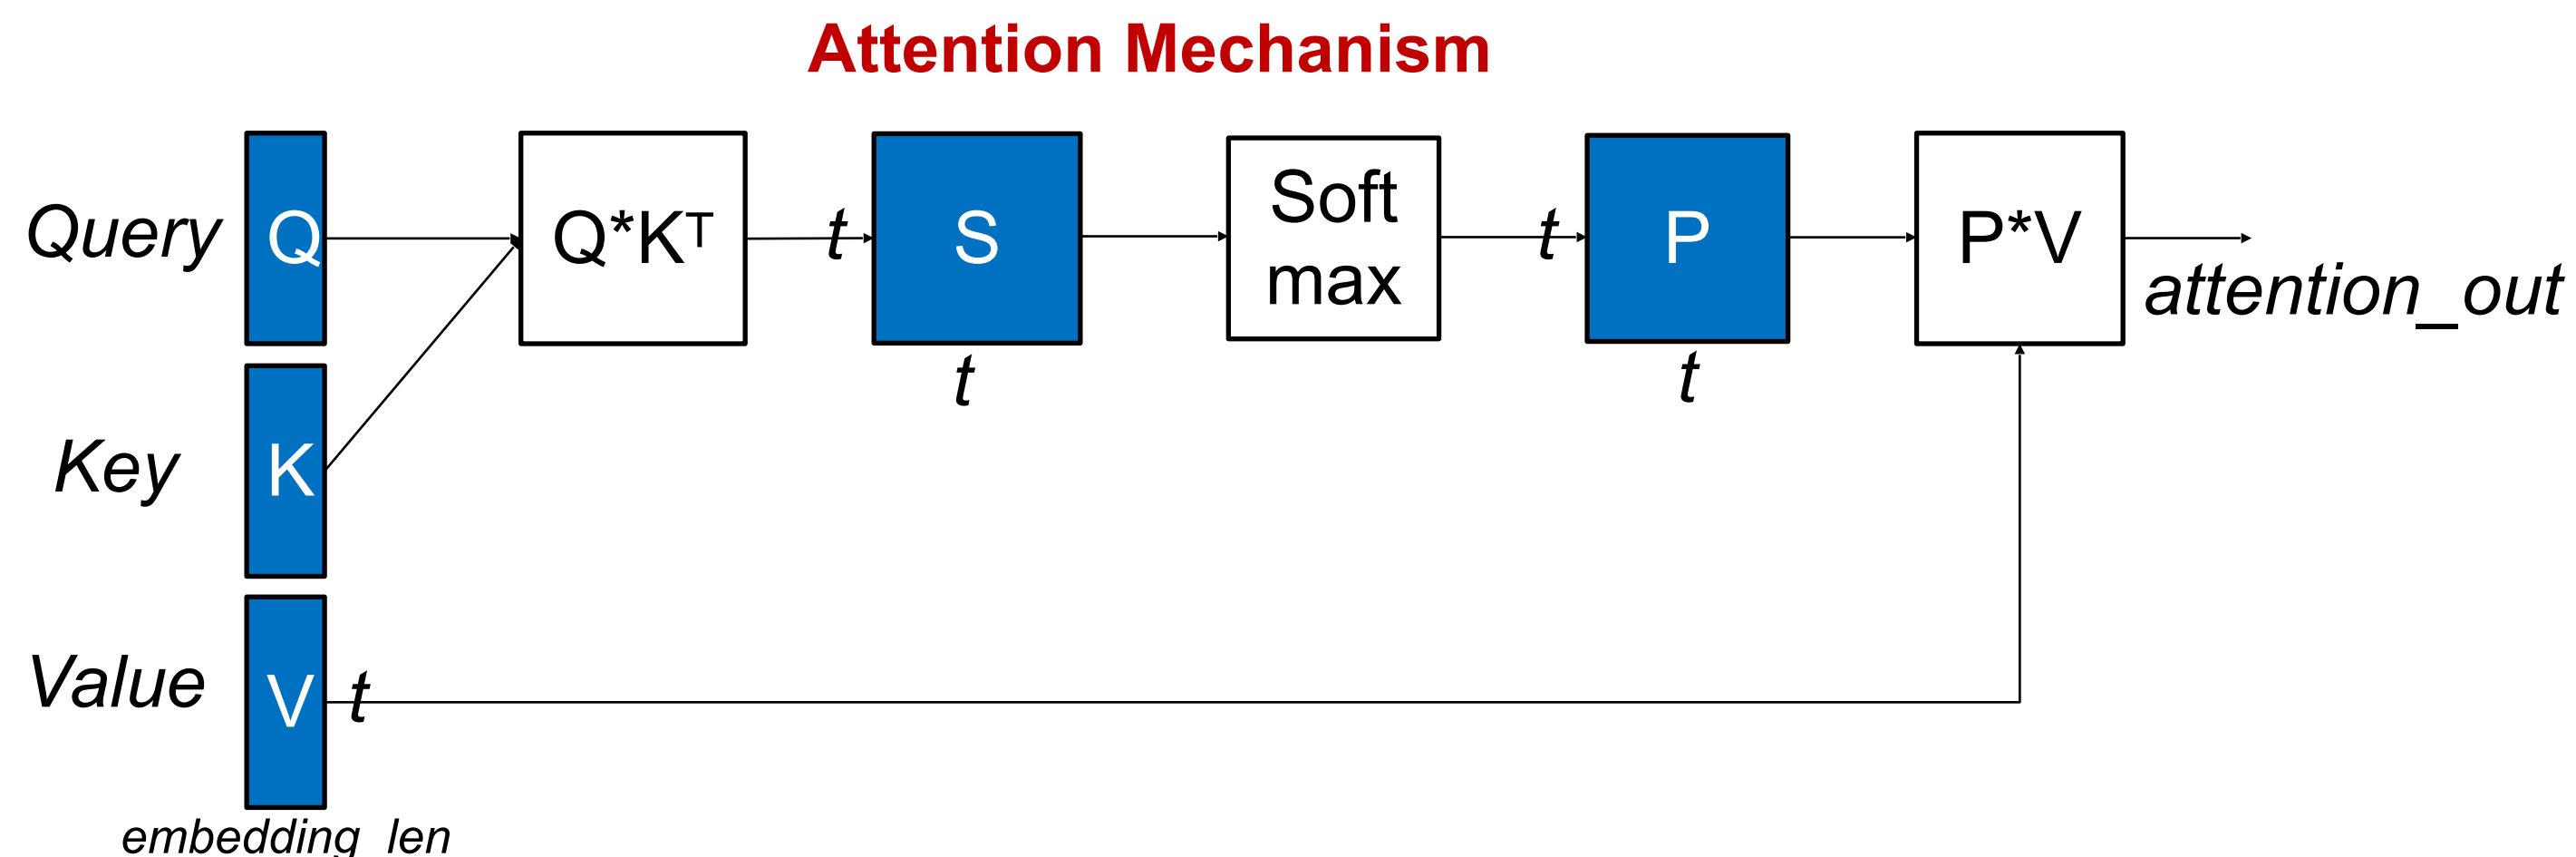 Attention Mechanism
Query
Q
Q*Kᵀ
t
S
t
Soft
max
t
P
t
P*V
attention_out
Key
K
Value
V
t
embedding_len